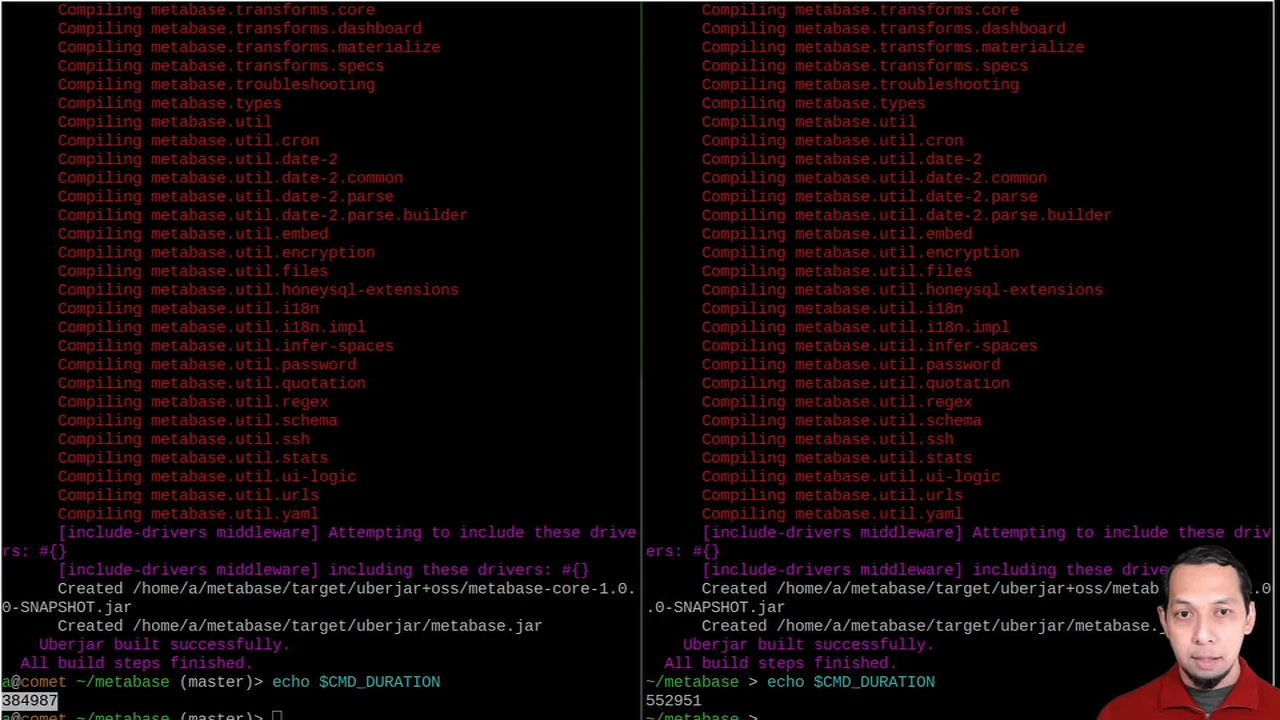 Compiling metabase.transforms.core
Compiling metabase.transforms.dashboard
Compiling metabase.transforms.materialize
Compiling metabase.transforms.specs
Compiling metabase.troubleshooting
Compiling metabase.types
Compiling metabase.util
Compiling metabase.util.cron
Compiling metabase.util.date-2
Compiling metabase.util.date-2.common
Compiling metabase.util.date-2.parse
Compiling metabase.util.date-2.parse.builder
Compiling metabase.util.embed
Compiling metabase.util.encryption
Compiling metabase.util.files
Compiling metabase.util.honeysql-extensions
Compiling metabase.util.i18n
Compiling metabase.util.i18n.impl
Compiling metabase.util.infer-spaces
Compiling metabase.util.password
Compiling metabase.util.quotation
Compiling metabase.util.regex
Compiling metabase.util.schema
Compiling metabase.util.ssh
Compiling metabase.util.stats
Compiling metabase.util.ui-logic
Compiling metabase.util.urls
Compiling metabase.util.yaml
[include-drivers middleware] Attempting to include these drive
rs: #{}
[include-drivers middleware] including these drivers: #{}
Created /home/a/metabase/target/uberjar+oss/metabase-core-1.0.
0-SNAPSHOT.jar
Created /home/a/metabase/target/uberjar/metabase.jar
Uberjar built successfully.
All build steps finished.
a@comet ~/metabase (master)> echo $CMD_DURATION
384987
a@comet ~/metabase (master)>
Compiling metabase.transforms.core
Compiling metabase.transforms.dashboard
Compiling metabase.transforms.materialize
Compiling metabase.transforms.specs
Compiling metabase.troubleshooting
Compiling metabase.types
Compiling metabase.util
Compiling metabase.util.cron
Compiling metabase.util.date-2
Compiling metabase.util.date-2.common
Compiling metabase.util.date-2.parse
Compiling metabase.util.date-2.parse.builder
Compiling metabase.util.embed
Compiling metabase.util.encryption
Compiling metabase.util.files
Compiling metabase.util.honeysql-extensions
Compiling metabase.util.i18n
Compiling metabase.util.i18n.impl
Compiling metabase.util.infer-spaces
Compiling metabase.util.password
Compiling metabase.util.quotation
Compiling metabase.util.regex
Compiling metabase.util.schema
Compiling metabase.util.ssh
Compiling metabase.util.stats
Compiling metabase.util.ui-logic
Compiling metabase.util.urls
Compiling metabase.util.yaml
[include-drivers middleware] Attempting to include these driv
ers: #{}
[include-drivers middleware] including these drive
Created /home/a/metabase/target/uberjar+oss/metab
.0-SNAPSHOT.jar
Created /home/a/metabase/target/uberjar/metabase.
Uberjar built successfully.
All build steps finished.
~/metabase > echo $CMD_DURATION
552951
~/metabase >